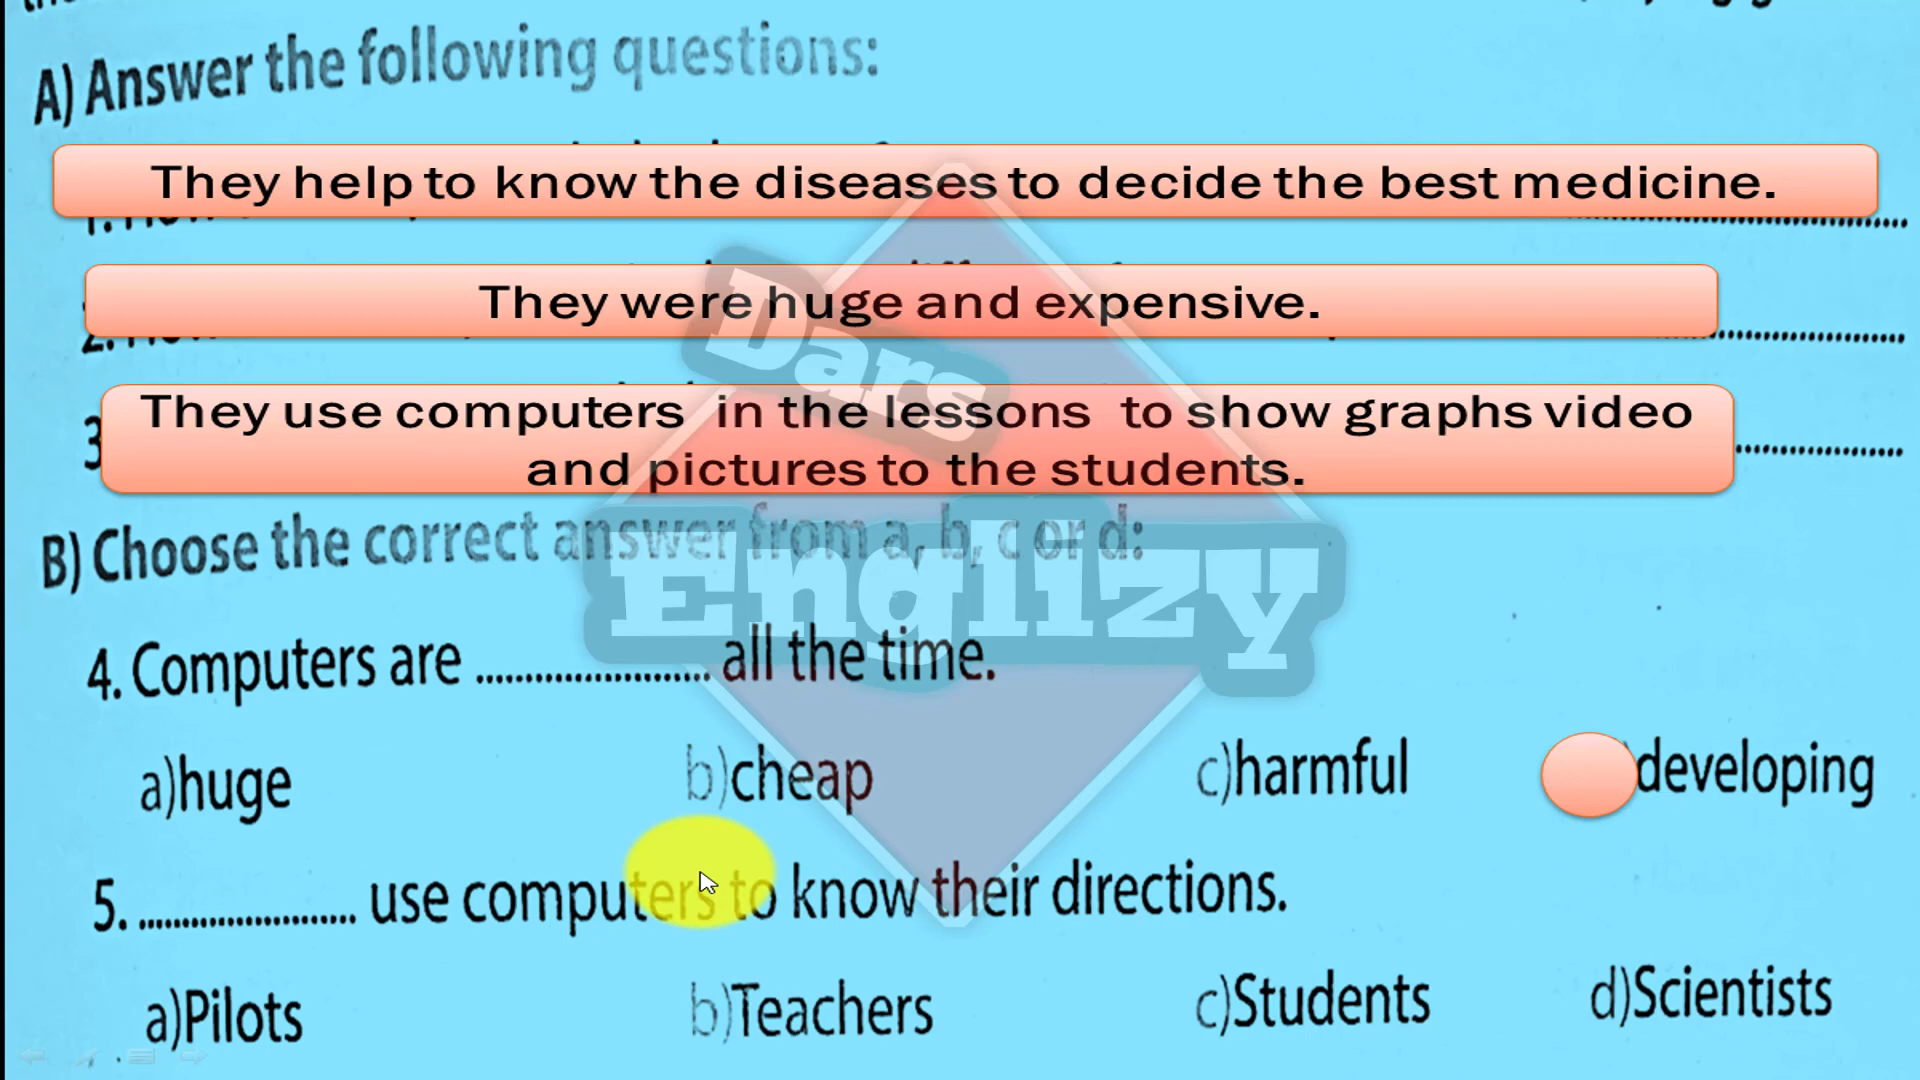 A) Answer the following questions:
They help to know the diseases to decide the best medicine.
1.
They were huge and expensive.
2.
They use computers in the lessons to show graphs video
and pictures to the students.
3
Dars
Englizy
B) Choose the correct answer from a, b, c or d:
4. Computers are ........................ all the time.
a)huge b)cheap c)harmful developing
5. ........................ use computers to know their directions.
a)Pilots b)Teachers c)Students d)Scientists